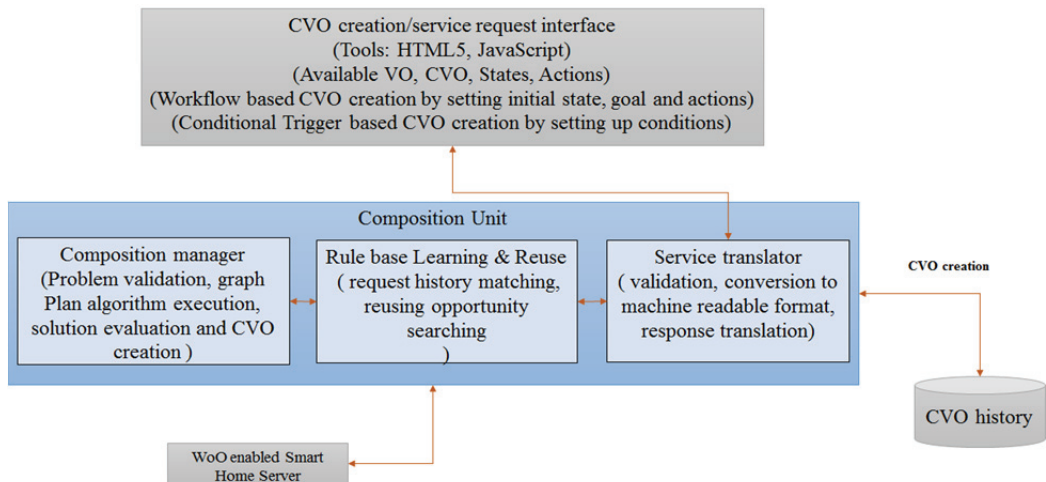 CVO creation/service request interface
(Tools: HTML5, JavaScript)
(Available VO, CVO, States, Actions)
(Workflow based CVO creation by setting initial state, goal and actions)
(Conditional Trigger based CVO creation by setting up conditions)
Composition Unit
Composition manager
(Problem validation, graph
Plan algorithm execution,
solution evaluation and CVO
creation )
Rule base Learning & Reuse
( request history matching,
reusing opportunity
searching
)
Service translator
( validation, conversion to
machine readable format,
response translation)
CVO creation
CVO history
WoO enabled Smart
Home Server